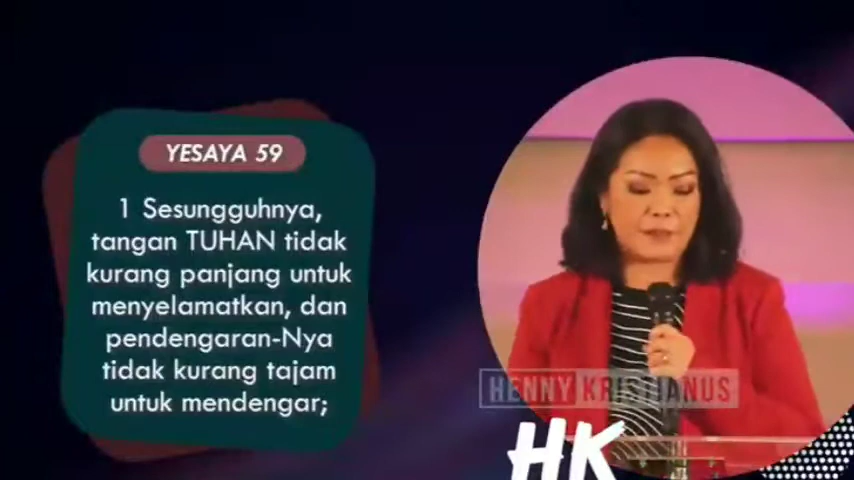 YESAYA 59
1 Sesungguhnya,
tangan TUHAN tidak
kurang panjang untuk
menyelamatkan, dan
pendengaran-Nya
tidak kurang tajam
untuk mendengar;
HENNY KRISTIANUS
HK